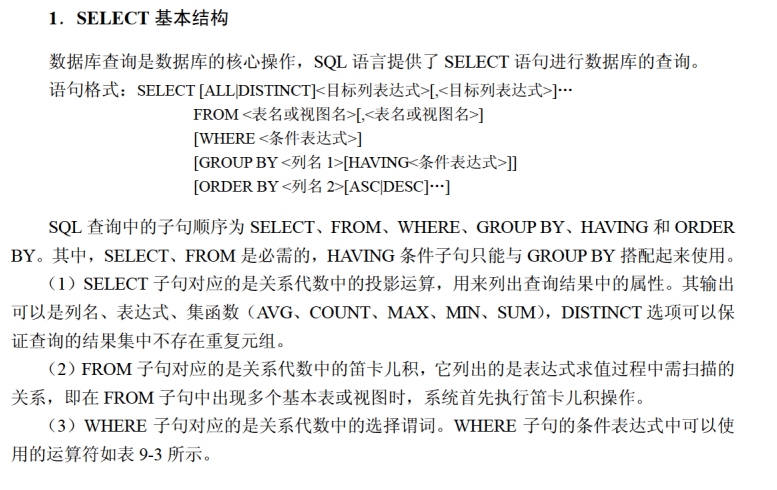 1．SELECT 基本结构
数据库查询是数据库的核心操作，SQL 语言提供了 SELECT 语句进行数据库的查询。
语句格式：SELECT [ALL|DISTINCT]<目标列表达式>[,<目标列表达式>]…
FROM <表名或视图名>[,<表名或视图名>]
[WHERE <条件表达式>]
[GROUP BY <列名 1>[HAVING<条件表达式>]]
[ORDER BY <列名 2>[ASC|DESC]…]
SQL 查询中的子句顺序为 SELECT、FROM、WHERE、GROUP BY、HAVING 和 ORDER
BY。其中，SELECT、FROM 是必需的，HAVING 条件子句只能与 GROUP BY 搭配起来使用。
（1）SELECT 子句对应的是关系代数中的投影运算，用来列出查询结果中的属性。其输出
可以是列名、表达式、集函数（AVG、COUNT、MAX、MIN、SUM），DISTINCT 选项可以保
证查询的结果集中不存在重复元组。
（2）FROM 子句对应的是关系代数中的笛卡儿积，它列出的是表达式求值过程中需扫描的
关系，即在 FROM 子句中出现多个基本表或视图时，系统首先执行笛卡儿积操作。
（3）WHERE 子句对应的是关系代数中的选择谓词。WHERE 子句的条件表达式中可以使
用的运算符如表 9-3 所示。